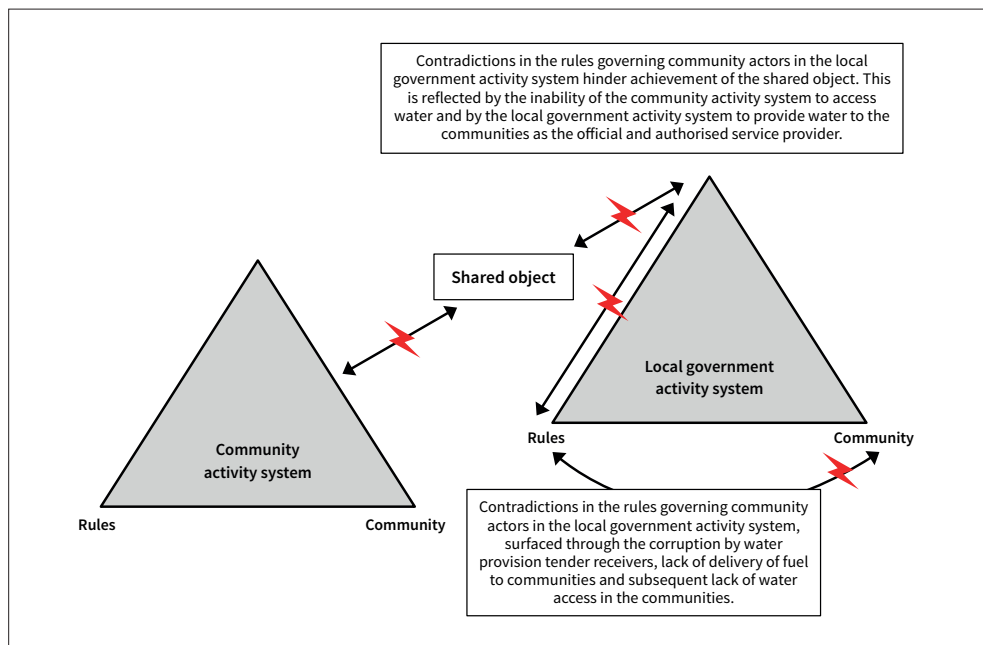 Contradictions in the rules governing community actors in the local
government activity system hinder achievement of the shared object. This
is reflected by the inability of the community activity system to access
water and by the local government activity system to provide water to the
communities as the official and authorised service provider.
Shared object
Local government
activity system
Rules
Community
Community
activity system
Rules
Community
Contradictions in the rules governing community
actors in the local government activity system,
surfaced through the corruption by water
provision tender receivers, lack of delivery of fuel
to communities and subsequent lack of water
access in the communities.